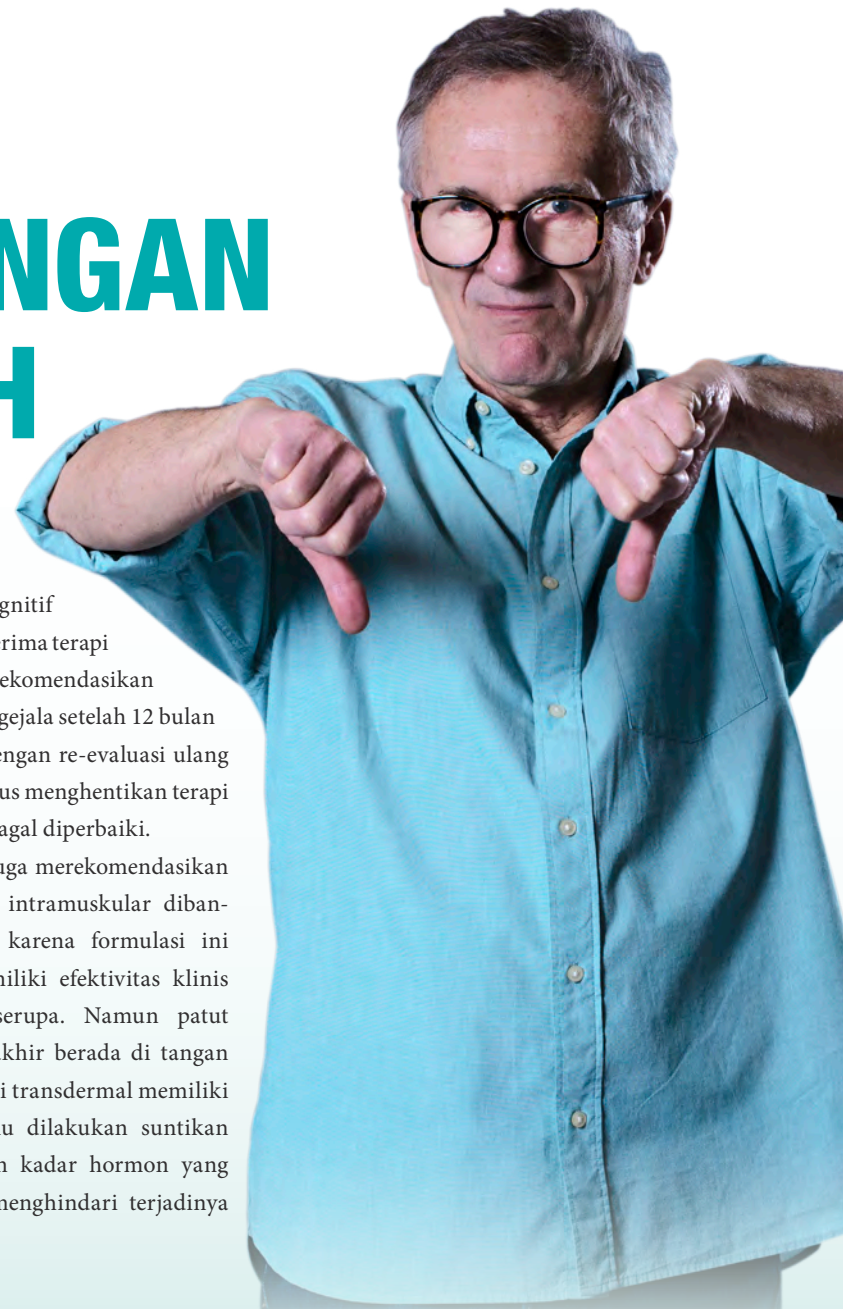 NGAN
H
gnitif
rima terapi
ekomendasikan
gejala setelah 12 bulan
engan re-evaluasi ulang
us menghentikan terapi
agal diperbaiki.
uga merekomendasikan
intramuskular diban-
karena formulasi ini
iliki efektivitas klinis
serupa. Namun patut
khir berada di tangan
i transdermal memiliki
u dilakukan suntikan
n kadar hormon yang
nenghindari terjadinya